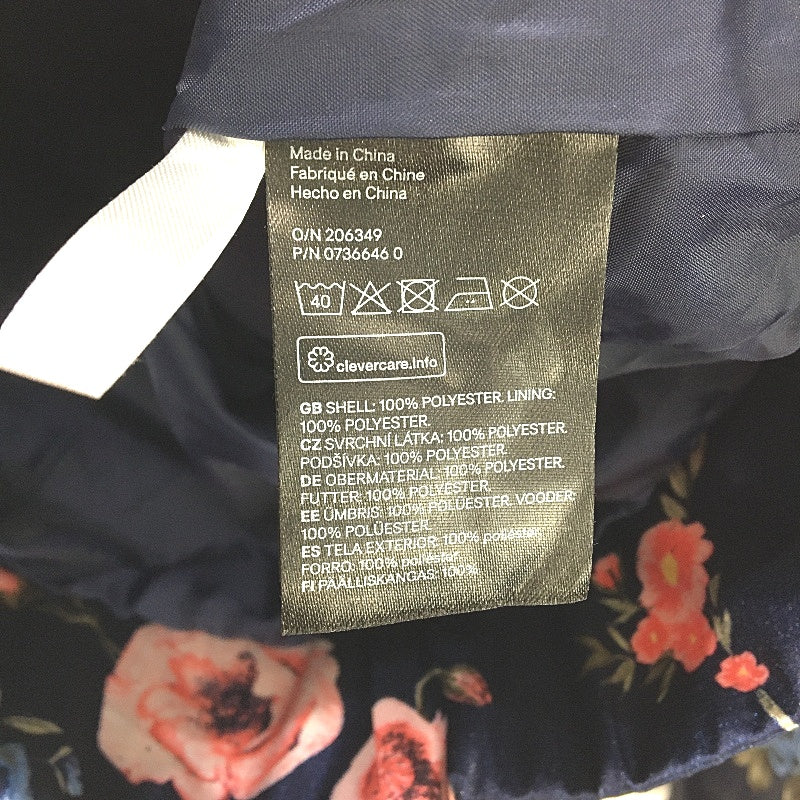 Made in China
Fabriqué en Chine
Hecho en China
O/N 206349
P/N 0736646 0
40
clevercare.info
GB SHELL: 100% POLYESTER. LINING:
100% POLYESTER.
CZ SVRCHNÍ LÁTKA: 100% POLYESTER.
PODŠÍVKA: 100% POLYESTER.
DE OBERMATERIAL: 100% POLYESTER.
FUTTER: 100% POLYESTER.
EE ÜMBRIS: 100% POLÜESTER. VOODER:
100% POLÜESTER.
ES TELA EXTERIOR: 100% poliéster.
FORRO: 100% poliéster.
FI PÄÄLLISKANGAS: 100%